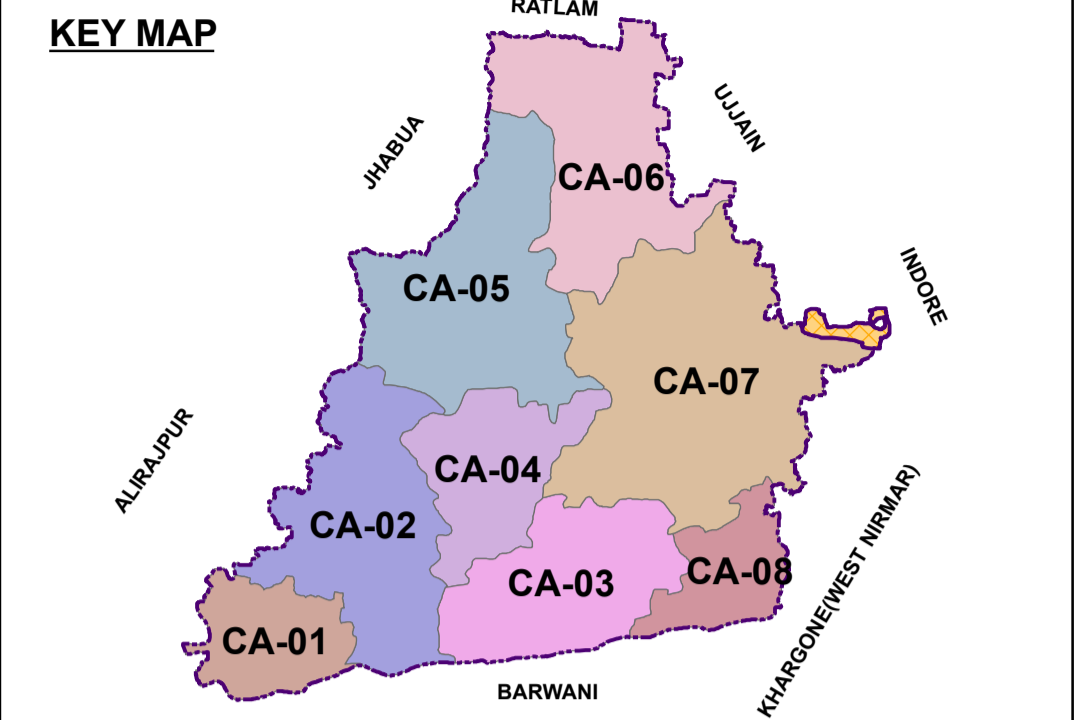 RATLAM
KEY MAP
UJJAIN
JHABUA
CA-06
INDORE
CA-05
CA-07
ALIRAJPUR
CA-04
CA-02
KHARGONE(WEST NIRMAR)
CA-08
CA-03
CA-01
BARWANI